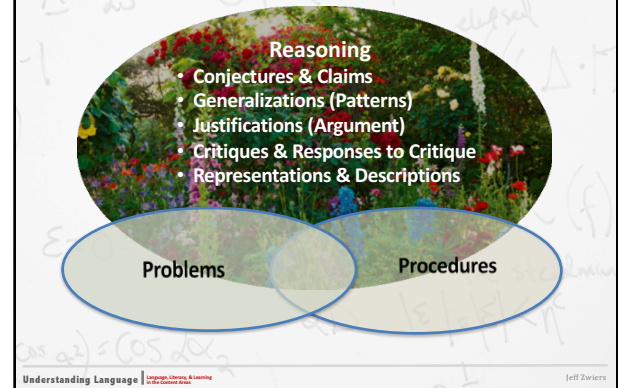 elapsed
Reasoning
• Conjectures & Claims
• Generalizations (Patterns)
• Justifications (Argument)
• Critiques & Responses to Critique
• Representations & Descriptions
Problems
Procedures
Understanding Language
Language, Literacy, & Learning
in the Content Areas
Jeff Zwiers